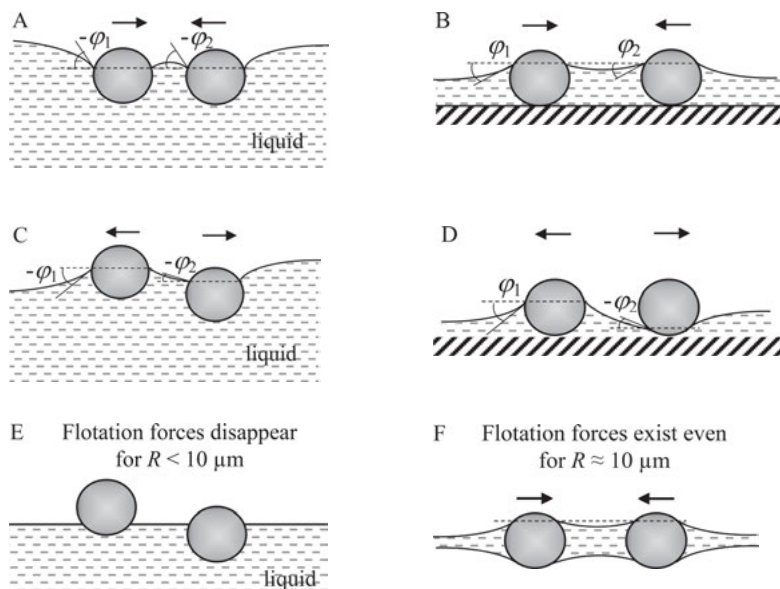 A
-φ1
-φ2
liquid
B
φ1
φ2
C
-φ1
-φ2
liquid
D
φ1
-φ2
E Flotation forces disappear
for R < 10 µm
liquid
F Flotation forces exist even
for R ≈ 10 µm